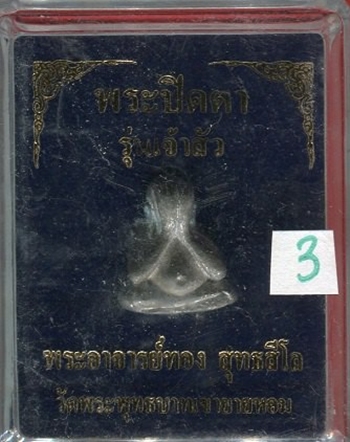 พระปิดตา
รุ่นเจ้าสัว
3
พระอาจารย์ทอง สุทธสีโล
วัดพระพุทธบาทเขายายหอม